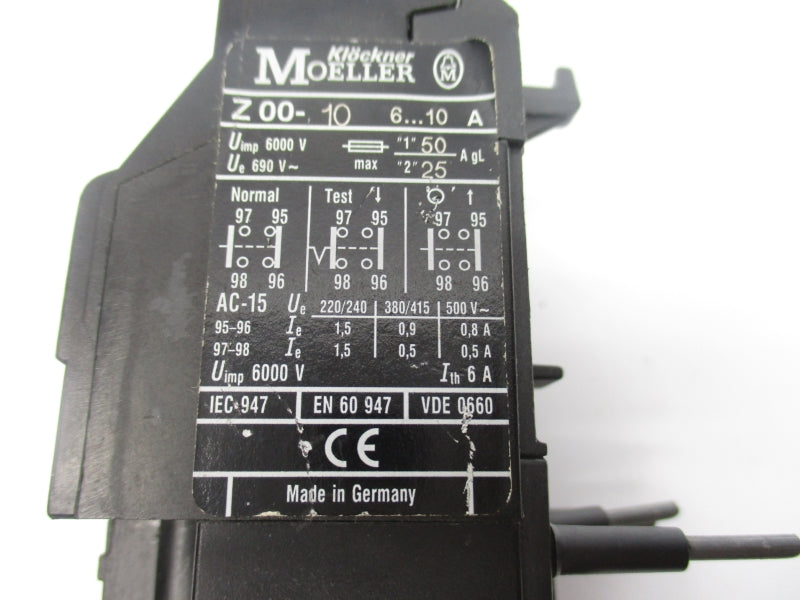 Klöckner
MOELLER
Z 00- 10 6...10 A
Uimp 6000 V
Ue 690 V~
max
"1" 50
"2" 25
A gL
Normal Test
97 95 97 95 97 95
98 96 98 96 98 96
AC-15 Ue 220/240 380/415 500 V~
95–96 Ie 1,5 0,9 0,8 A
97–98 Ie 1,5 0,5 0,5 A
Uimp 6000 V Ith 6 A
IEC 947 EN 60 947 VDE 0660
CE
Made in Germany